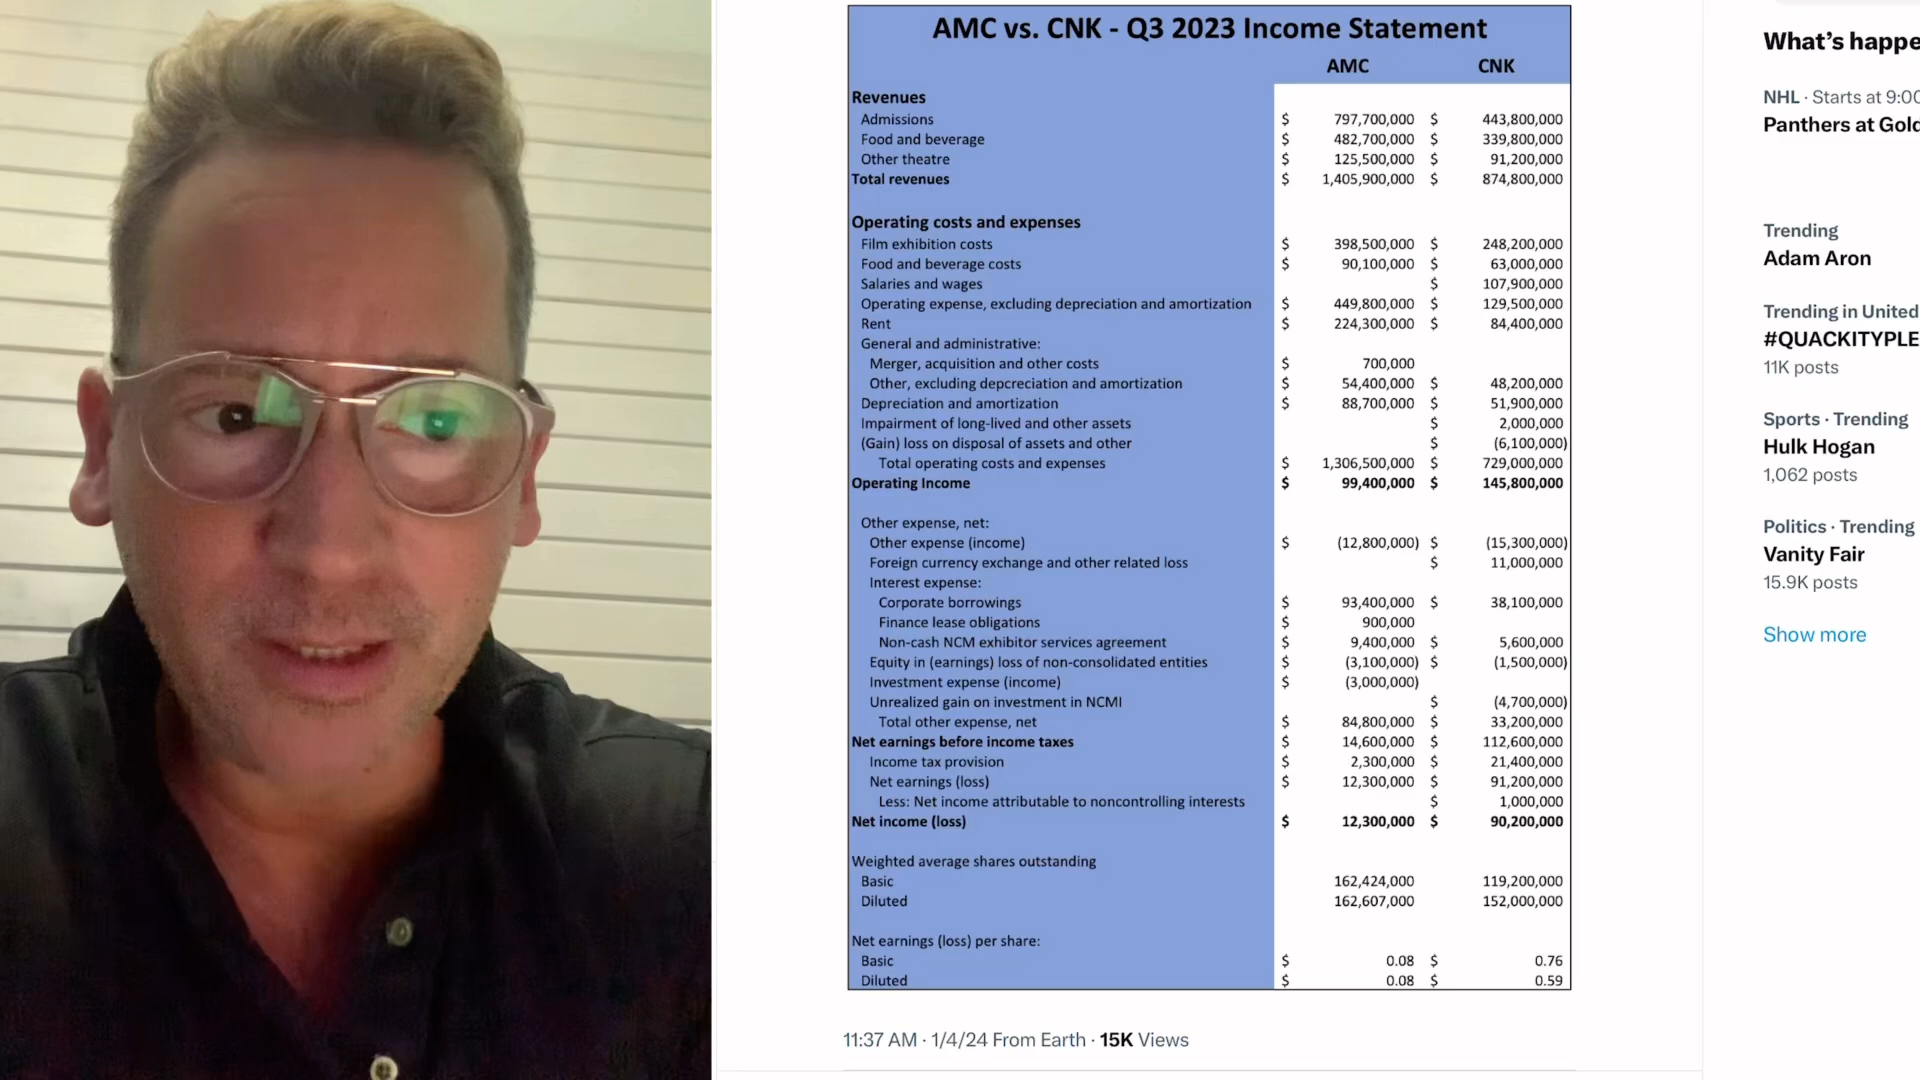 AMC vs. CNK - Q3 2023 Income Statement
AMC CNK
Revenues
Admissions $ 797,700,000 $ 443,800,000
Food and beverage $ 482,700,000 $ 339,800,000
Other theatre $ 125,500,000 $ 91,200,000
Total revenues $ 1,405,900,000 $ 874,800,000
Operating costs and expenses
Film exhibition costs $ 398,500,000 $ 248,200,000
Food and beverage costs $ 90,100,000 $ 63,000,000
Salaries and wages $ 107,900,000
Operating expense, excluding depreciation and amortization $ 449,800,000 $ 129,500,000
Rent $ 224,300,000 $ 84,400,000
General and administrative:
Merger, acquisition and other costs $ 700,000
Other, excluding depcreciation and amortization $ 54,400,000 $ 48,200,000
Depreciation and amortization $ 88,700,000 $ 51,900,000
Impairment of long-lived and other assets $ 2,000,000
(Gain) loss on disposal of assets and other $ (6,100,000)
Total operating costs and expenses $ 1,306,500,000 $ 729,000,000
Operating Income $ 99,400,000 $ 145,800,000
Other expense, net:
Other expense (income) $ (12,800,000) $ (15,300,000)
Foreign currency exchange and other related loss $ 11,000,000
Interest expense:
Corporate borrowings $ 93,400,000 $ 38,100,000
Finance lease obligations $ 900,000
Non-cash NCM exhibitor services agreement $ 9,400,000 $ 5,600,000
Equity in (earnings) loss of non-consolidated entities $ (3,100,000) $ (1,500,000)
Investment expense (income) $ (3,000,000)
Unrealized gain on investment in NCMI $ (4,700,000)
Total other expense, net $ 84,800,000 $ 33,200,000
Net earnings before income taxes $ 14,600,000 $ 112,600,000
Income tax provision $ 2,300,000 $ 21,400,000
Net earnings (loss) $ 12,300,000 $ 91,200,000
Less: Net income attributable to noncontrolling interests $ 1,000,000
Net income (loss) $ 12,300,000 $ 90,200,000
Weighted average shares outstanding
Basic 162,424,000 119,200,000
Diluted 162,607,000 152,000,000
Net earnings (loss) per share:
Basic $ 0.08 $ 0.76
Diluted $ 0.08 $ 0.59
11:37 AM · 1/4/24 From Earth · 15K Views
What's happe
NHL · Starts at 9:00
Panthers at Gold
Trending
Adam Aron
Trending in United
#QUACKITYPLE
11K posts
Sports · Trending
Hulk Hogan
1,062 posts
Politics · Trending
Vanity Fair
15.9K posts
Show more